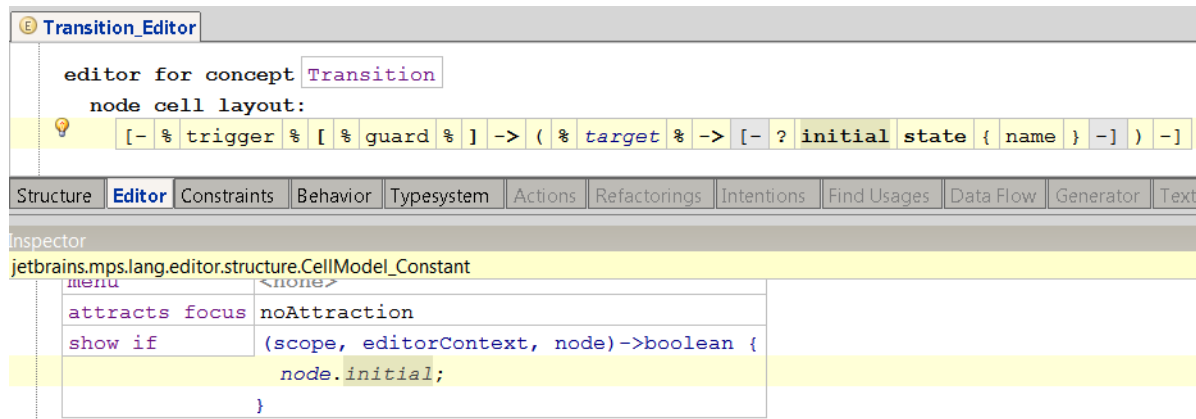 E Transition_Editor
editor for concept Transition
node cell layout:
[- % trigger % [ % guard % ] -> ( % target % -> [- ? initial state { name } -] ) -]
Structure Editor Constraints Behavior Typesystem Actions Refactorings Intentions Find Usages Data Flow Generator Text
Inspector
jetbrains.mps.lang.editor.structure.CellModel_Constant
menu <none>
attracts focus noAttraction
show if (scope, editorContext, node)->boolean {
node.initial;
}